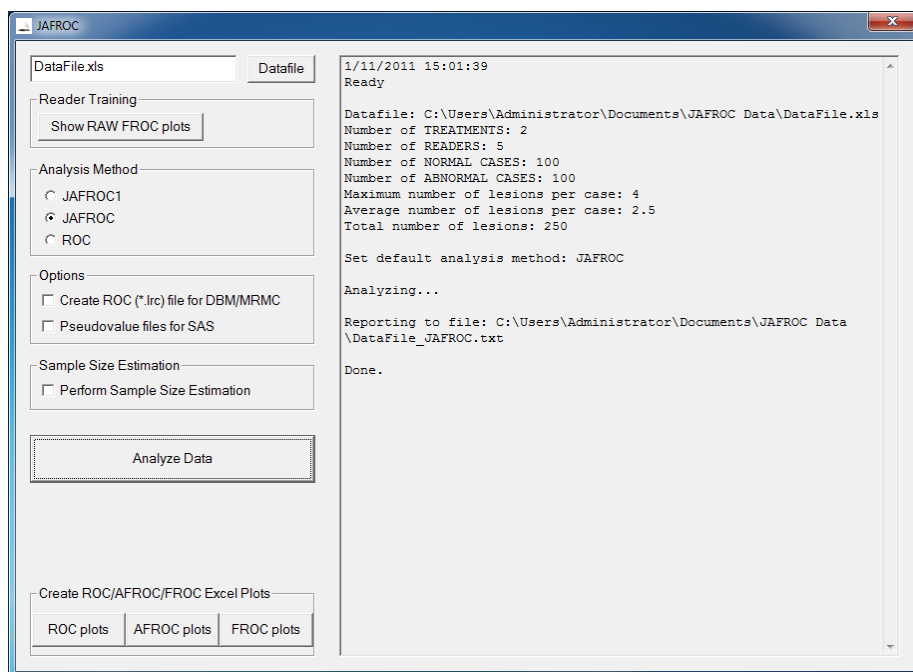 JAFROC
DataFile.xls
Datafile
Reader Training
Show RAW FROC plots
Analysis Method
JAFROC1
JAFROC
ROC
Options
Create ROC (*.lrc) file for DBM/MRMC
Pseudovalue files for SAS
Sample Size Estimation
Perform Sample Size Estimation
Analyze Data
Create ROC/AFROC/FROC Excel Plots
ROC plots
AFROC plots
FROC plots
1/11/2011 15:01:39
Ready
Datafile: C:\Users\Administrator\Documents\JAFROC Data\DataFile.xls
Number of TREATMENTS: 2
Number of READERS: 5
Number of NORMAL CASES: 100
Number of ABNORMAL CASES: 100
Maximum number of lesions per case: 4
Average number of lesions per case: 2.5
Total number of lesions: 250
Set default analysis method: JAFROC
Analyzing...
Reporting to file: C:\Users\Administrator\Documents\JAFROC Data
\DataFile_JAFROC.txt
Done.